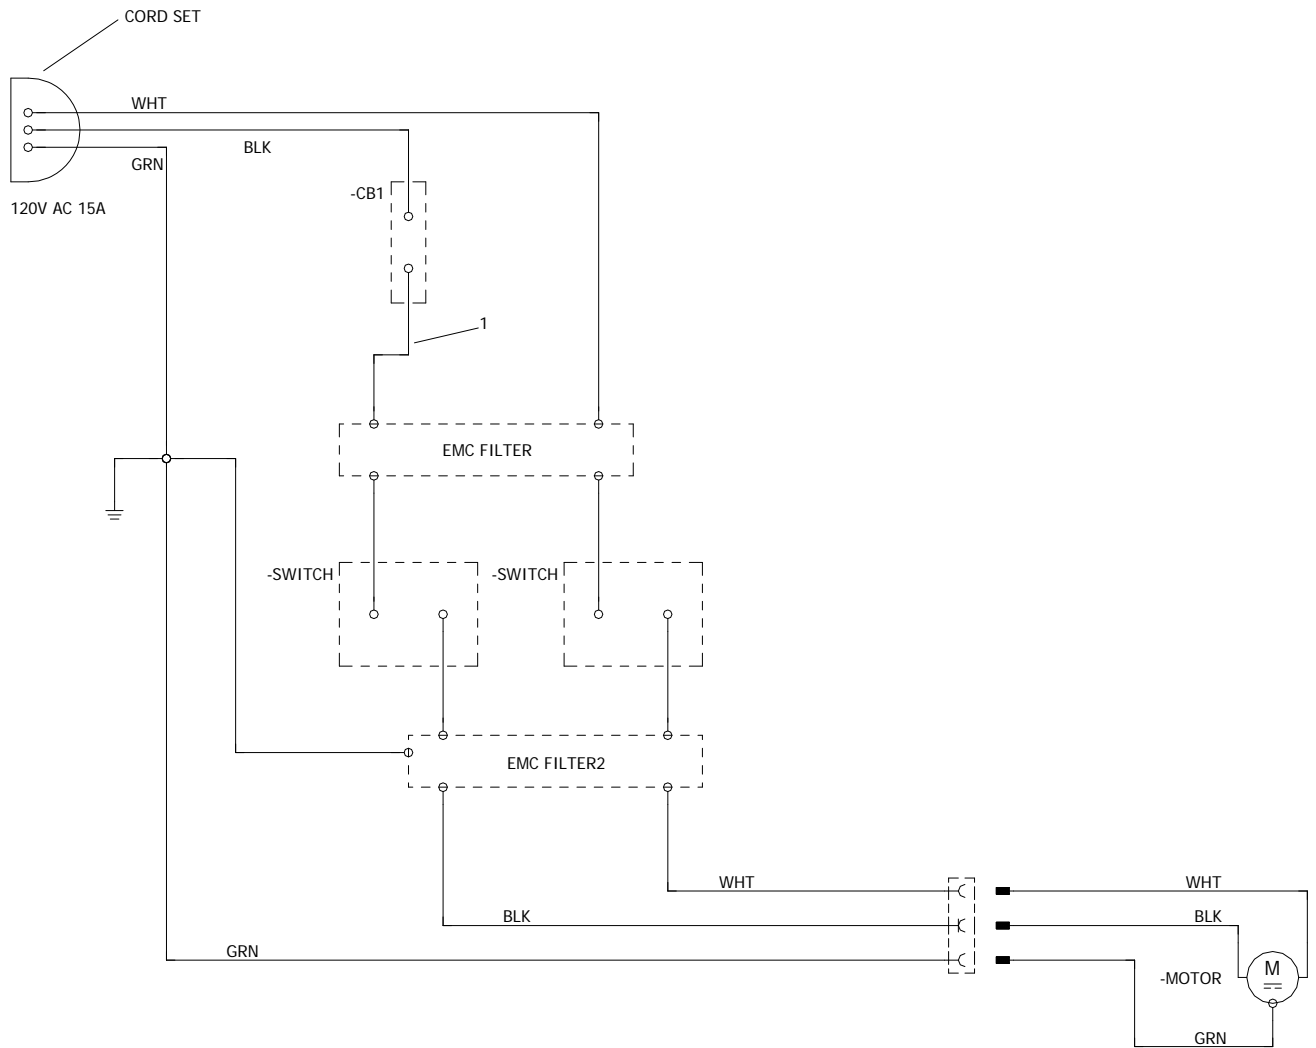 CORD SET
WHT
BLK
GRN
120V AC 15A
-CB1
1
EMC FILTER
-SWITCH
-SWITCH
EMC FILTER2
WHT
WHT
BLK
BLK
GRN
M
-MOTOR
GRN